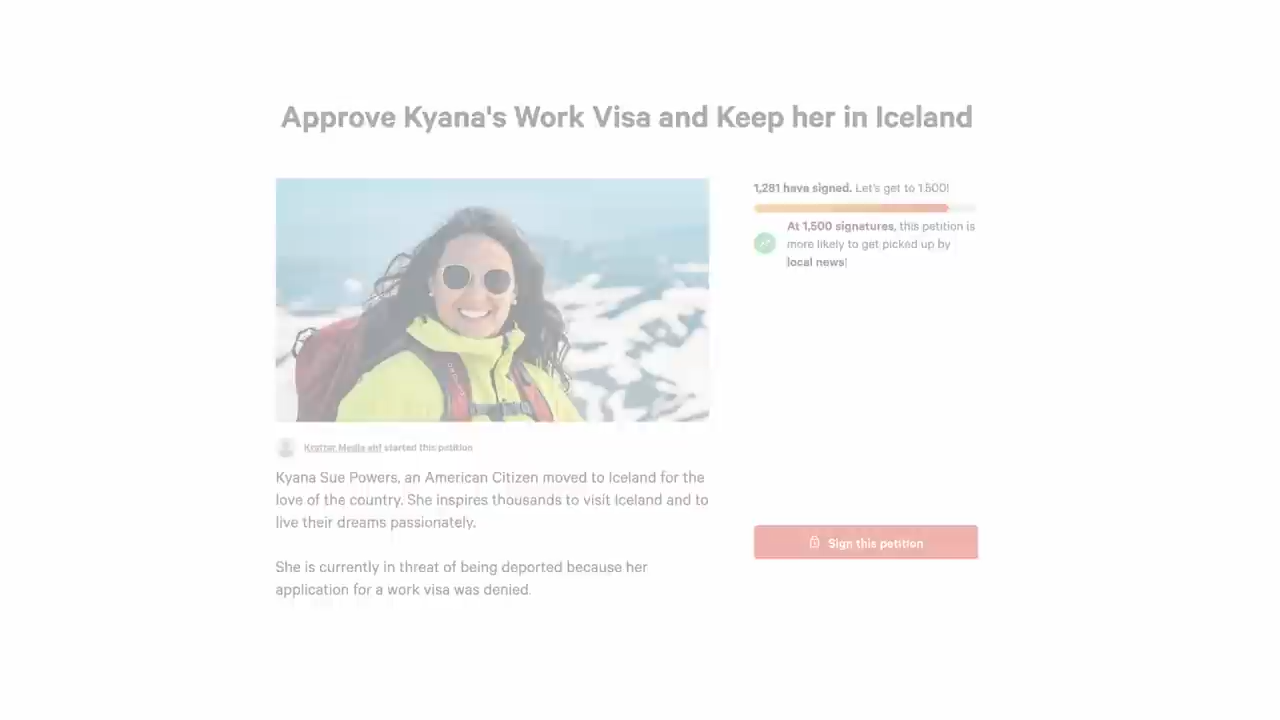 Approve Kyana's Work Visa and Keep her in Iceland
1,281 have signed. Let's get to 1,500!
At 1,500 signatures, this petition is
more likely to get picked up by
local news!
Krattar Media ehf started this petition
Kyana Sue Powers, an American Citizen moved to Iceland for the
love of the country. She inspires thousands to visit Iceland and to
live their dreams passionately.
She is currently in threat of being deported because her
application for a work visa was denied.
Sign this petition